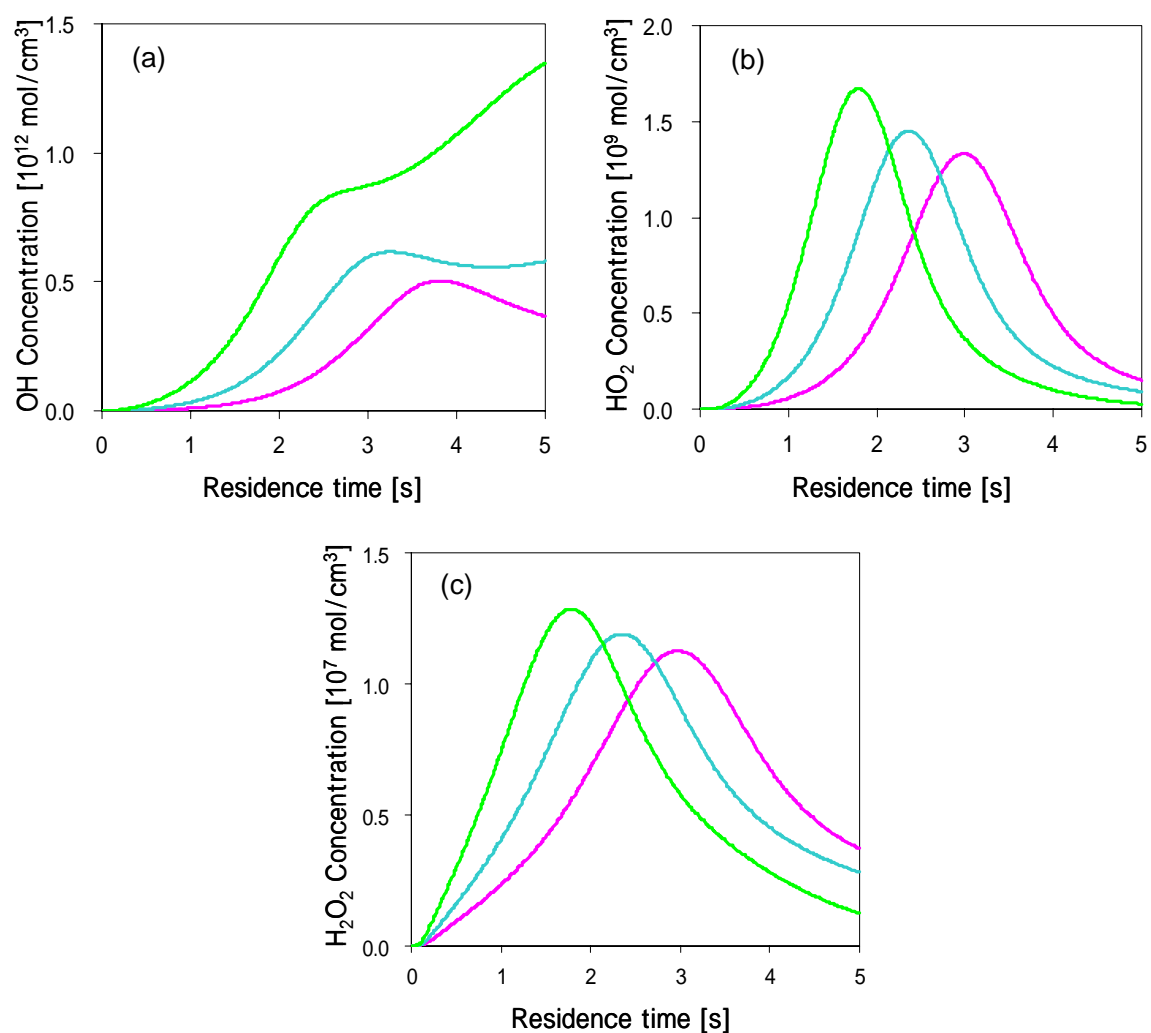 (a)
OH Concentration [10¹² mol/cm³]
1.5
1.0
0.5
0.0
0 1 2 3 4 5
Residence time [s]
(b)
HO₂ Concentration [10⁹ mol/cm³]
2.0
1.5
1.0
0.5
0.0
0 1 2 3 4 5
Residence time [s]
(c)
H₂O₂ Concentration [10⁷ mol/cm³]
1.5
1.0
0.5
0.0
0 1 2 3 4 5
Residence time [s]